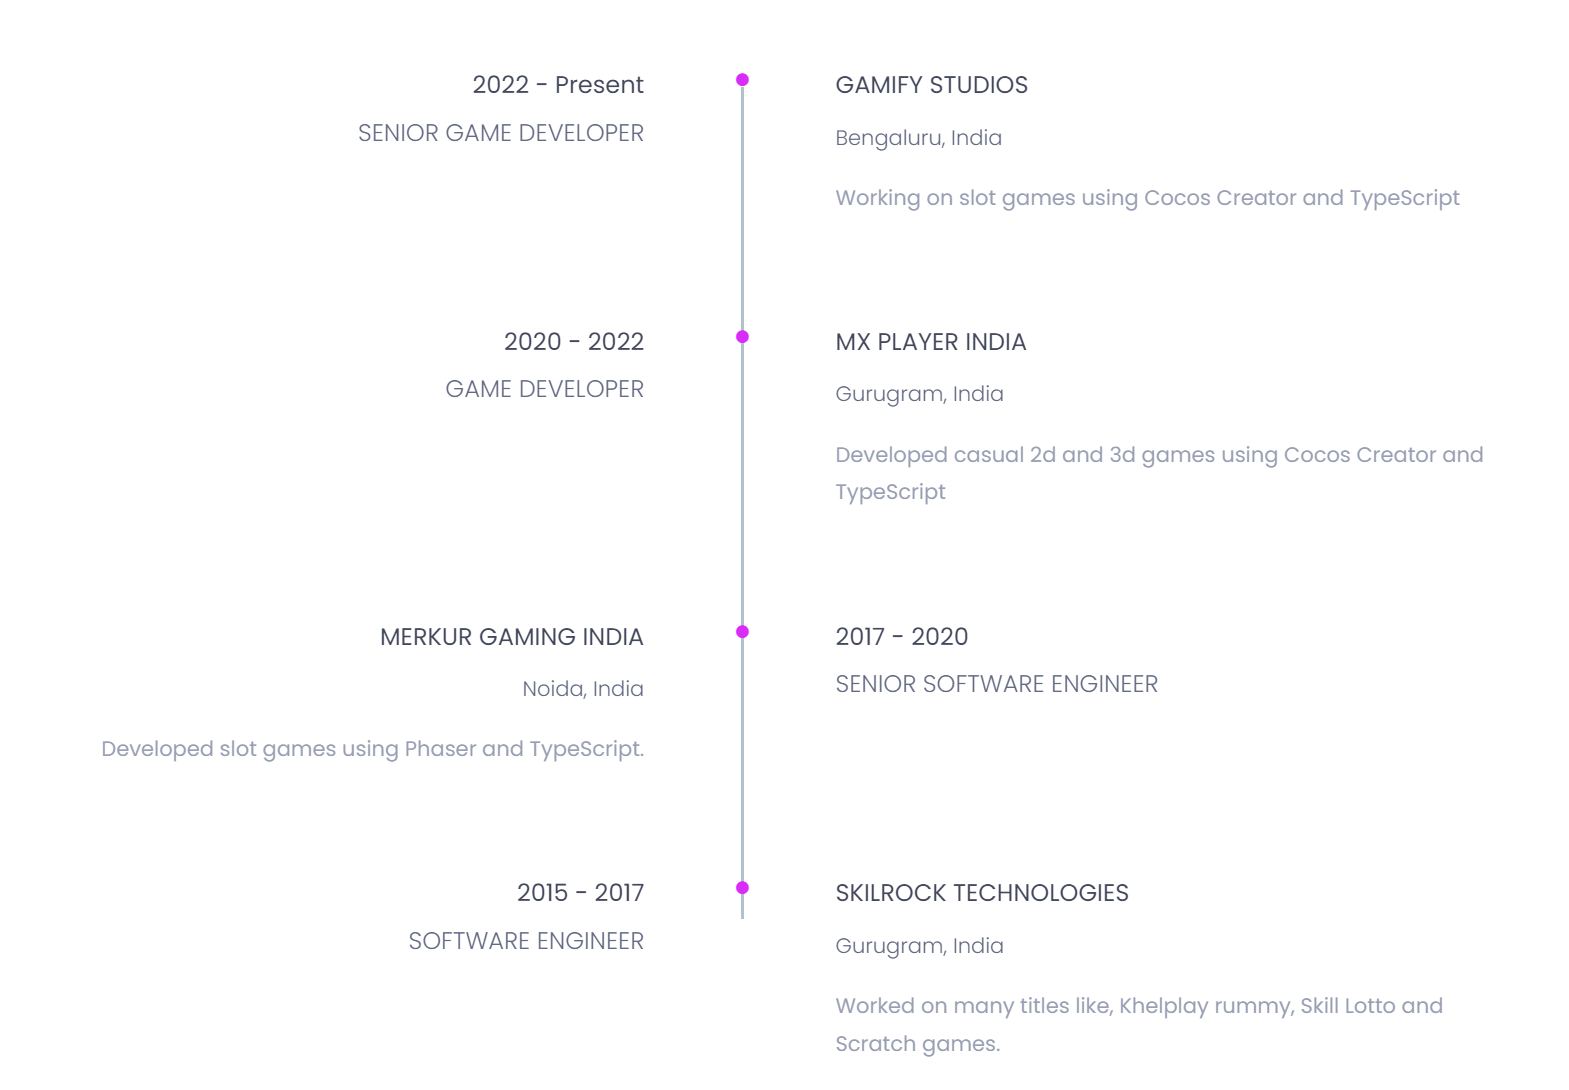 2022 - Present
SENIOR GAME DEVELOPER
GAMIFY STUDIOS
Bengaluru, India
Working on slot games using Cocos Creator and TypeScript
2020 - 2022
GAME DEVELOPER
MX PLAYER INDIA
Gurugram, India
Developed casual 2d and 3d games using Cocos Creator and
TypeScript
MERKUR GAMING INDIA
Noida, India
Developed slot games using Phaser and TypeScript.
2017 - 2020
SENIOR SOFTWARE ENGINEER
2015 - 2017
SOFTWARE ENGINEER
SKILROCK TECHNOLOGIES
Gurugram, India
Worked on many titles like, Khelplay rummy, Skill Lotto and
Scratch games.